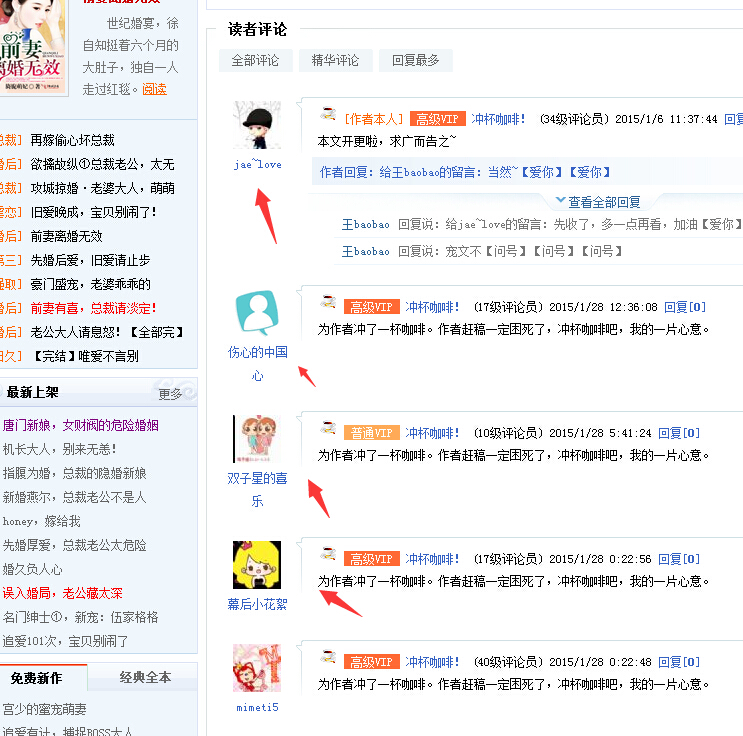 前妻
离婚无效
世纪婚宴，徐
自知挺着六个月的
大肚子，独自一人
走过红毯。阅读
总裁] 再嫁偷心坏总裁
婚后] 欲擒故纵①总裁老公，太无
总裁] 攻城掠婚·老婆大人，萌萌
旧爱晚成，宝贝别闹了！
婚后] 前妻离婚无效
三] 先婚后爱，旧爱请止步
取] 豪门盛宠，老婆乖乖的
婚后] 前妻有喜，总裁请淡定！
婚后] 老公大人请息怒！【全部完】
久] 【完结】唯爱不言别
最新上架 更多
唐门新娘，女财阀的危险婚姻
机长大人，别来无恙！
指腹为婚，总裁的隐婚新娘
新婚燕尔，总裁老公不是人
honey，嫁给我
先婚厚爱，总裁老公太危险
婚久负人心
误入婚局，老公藏太深
名门绅士①，新宠：伍家格格
追爱101次，宝贝别闹了
免费新作 经典全本
宫少的蜜宠萌妻
追爱有计，捕捉BOSS大人
读者评论
全部评论 精华评论 回复最多
jae~love
[作者本人] 高级VIP 冲杯咖啡！ (34级评论员) 2015/1/6 11:37:44 回复
本文开更啦，求广而告之~
作者回复：给王baobao的留言：当然~【爱你】【爱你】
查看全部回复
王baobao 回复说：给jae~love的留言：先收了，多一点再看，加油【爱你】
王baobao 回复说：宠文不【问号】【问号】【问号】
伤心的中国
心
高级VIP 冲杯咖啡！ (17级评论员) 2015/1/28 12:36:08 回复[0]
为作者冲了一杯咖啡。作者赶稿一定困死了，冲杯咖啡吧，我的一片心意。
双子星的喜
乐
普通VIP 冲杯咖啡！ (10级评论员) 2015/1/28 5:41:24 回复[0]
为作者冲了一杯咖啡。作者赶稿一定困死了，冲杯咖啡吧，我的一片心意。
幕后小花絮
高级VIP 冲杯咖啡！ (17级评论员) 2015/1/28 0:22:56 回复[0]
为作者冲了一杯咖啡。作者赶稿一定困死了，冲杯咖啡吧，我的一片心意。
mimeti5
高级VIP 冲杯咖啡！ (40级评论员) 2015/1/28 0:22:48 回复[0]
为作者冲了一杯咖啡。作者赶稿一定困死了，冲杯咖啡吧，我的一片心意。